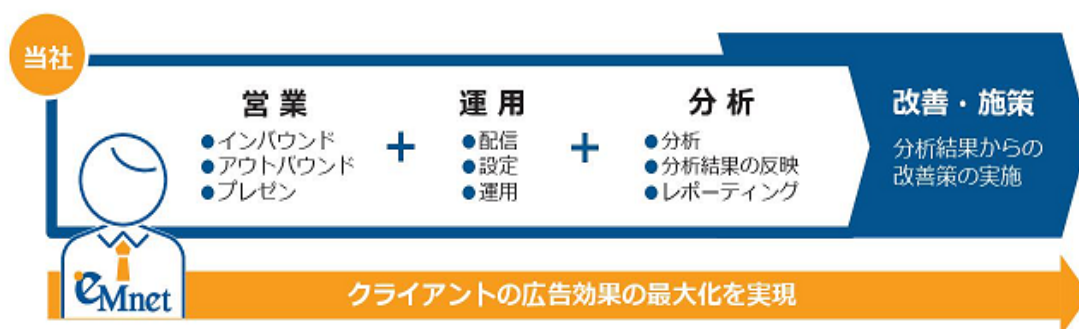 当社
営業
●インバウンド
●アウトバウンド
●プレゼン
+
運用
●配信
●設定
●運用
+
分析
●分析
●分析結果の反映
●レポーティング
改善・施策
分析結果からの
改善策の実施
eMnet
クライアントの広告効果の最大化を実現